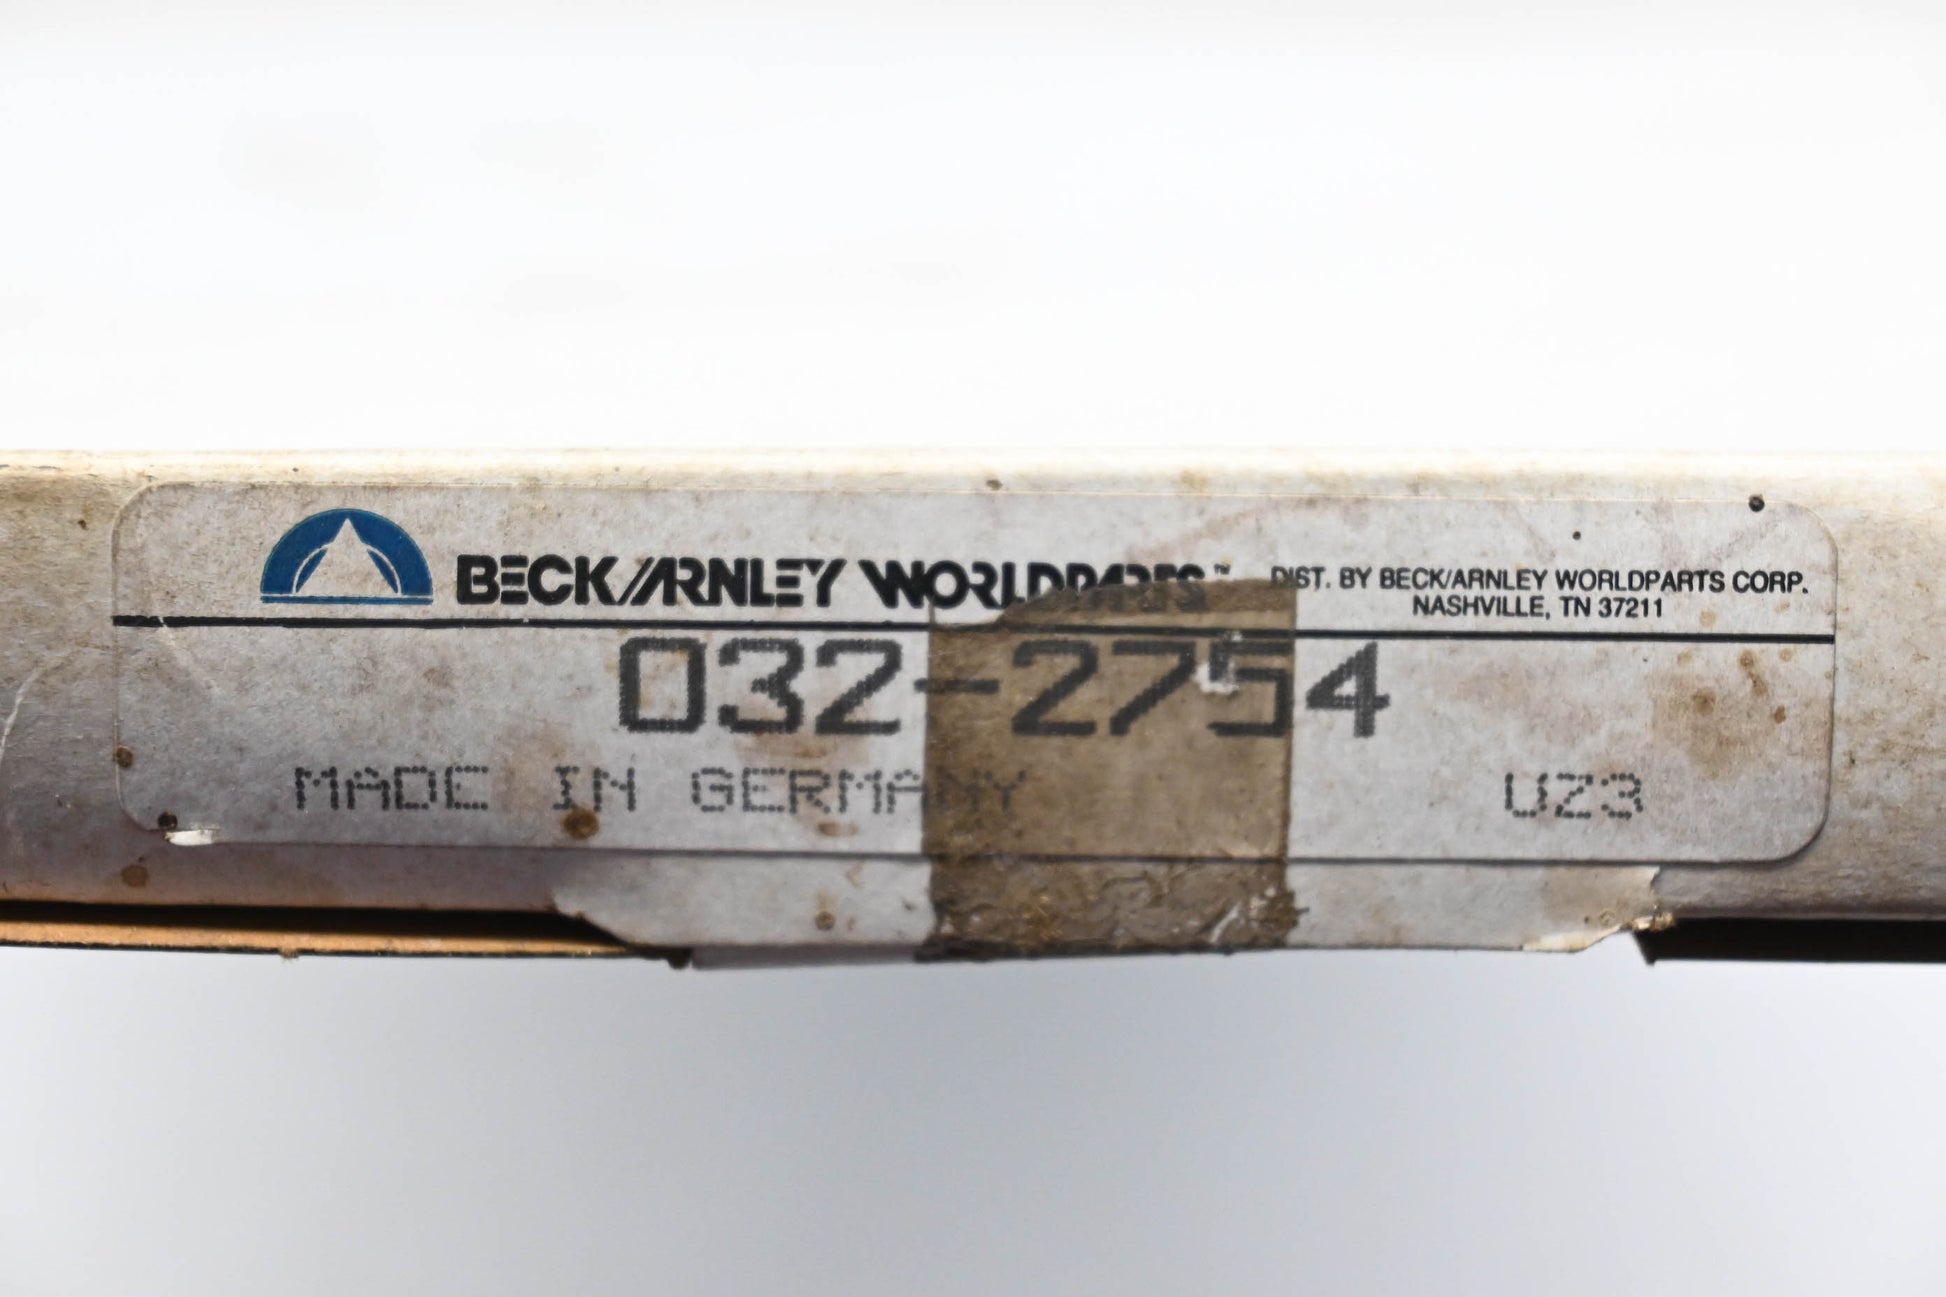 BECK/ARNLEY WORLDPARTS™
DIST. BY BECK/ARNLEY WORLDPARTS CORP.
NASHVILLE, TN 37211
032-2754
MADE IN GERMANY
UZ3